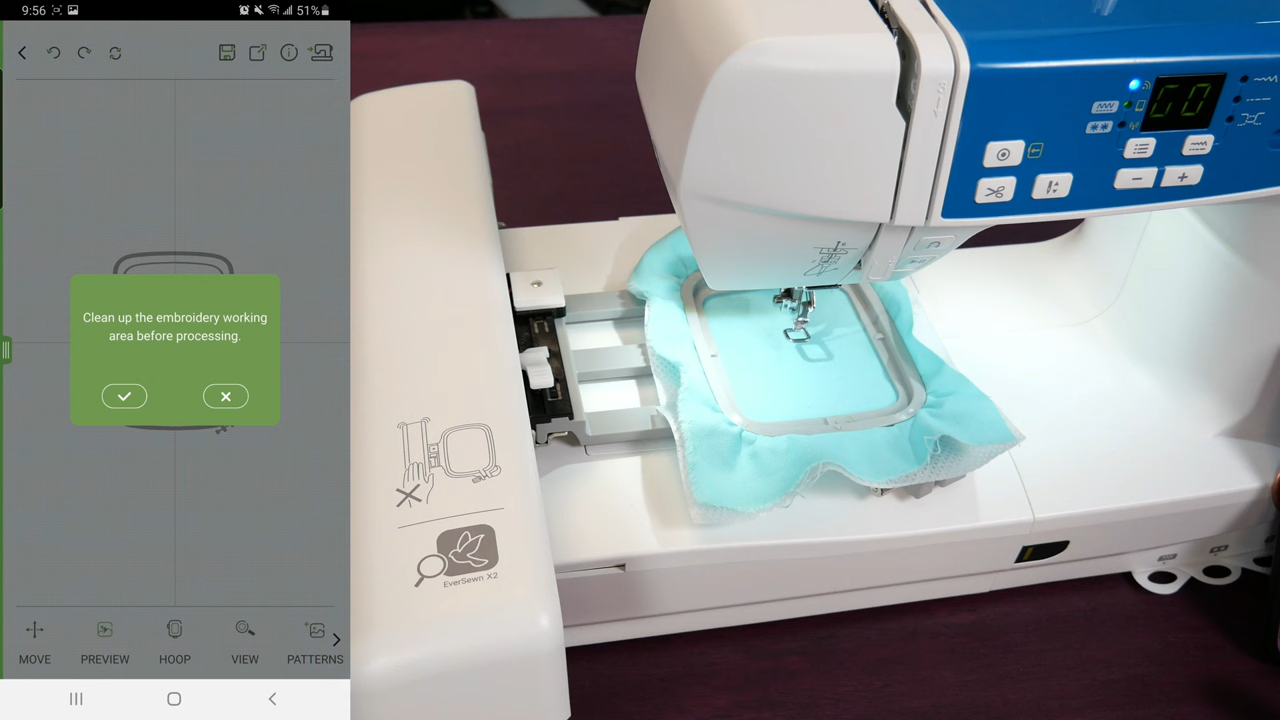 9:56
51%
Clean up the embroidery working
area before processing.
MOVE
PREVIEW
HOOP
VIEW
PATTERNS
EverSewn X2
GO